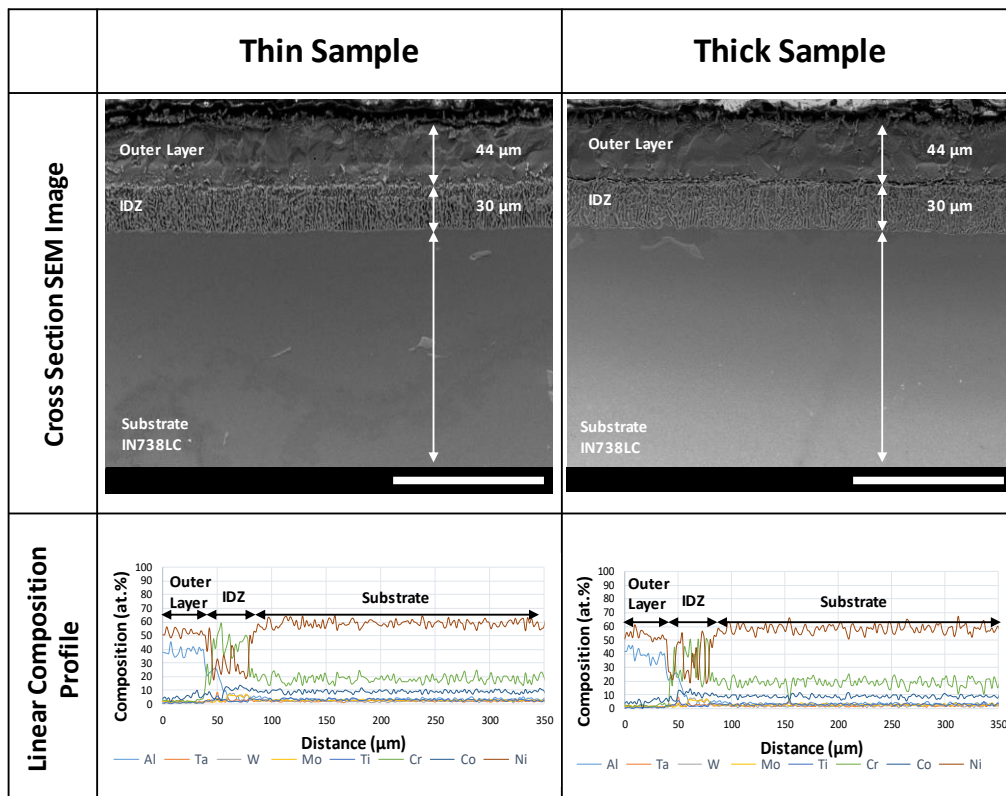 Thin Sample
Thick Sample
Cross Section SEM Image
Outer Layer
44 µm
IDZ
30 µm
Substrate
IN738LC
Outer Layer
44 µm
IDZ
30 µm
Substrate
IN738LC
Linear Composition
Profile
Composition (at.%)
100
90
80
70
60
50
40
30
20
10
0
Outer
Layer
IDZ
Substrate
0 50 100 150 200 250 300 350
Distance (µm)
Al Ta W Mo Ti Cr Co Ni
Composition (at.%)
100
90
80
70
60
50
40
30
20
10
0
Outer
Layer
IDZ
Substrate
0 50 100 150 200 250 300 350
Distance (µm)
Al Ta W Mo Ti Cr Co Ni